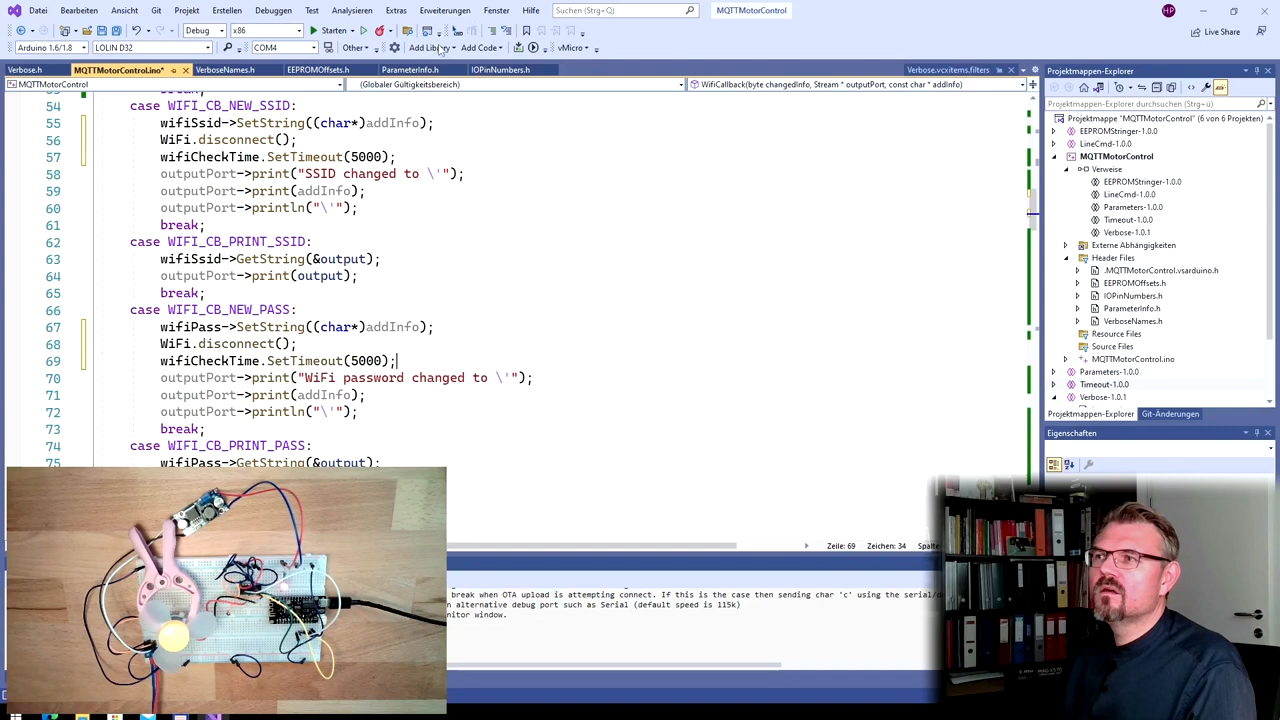 Datei Bearbeiten Ansicht Git Projekt Erstellen Debuggen Test Analysieren Extras Erweiterungen Fenster Hilfe Suchen (Strg+Q) MQTTMotorControl HP
Debug x86 Starten Live Share
Arduino 1.6/1.8 LOLIN D32 COM4 Other Add Library Add Code vMicro
Verbose.h MQTTMotorControl.ino* VerboseNames.h EEPROMOffsets.h ParameterInfo.h IOPinNumbers.h Verbose.vcxitems.filters
MQTTMotorControl (Globaler Gültigkeitsbereich) WifiCallback(byte changedInfo, Stream * outputPort, const char * addInfo)
break;
54 case WIFI_CB_NEW_SSID:
55 wifiSsid->SetString((char*)addInfo);
56 WiFi.disconnect();
57 wifiCheckTime.SetTimeout(5000);
58 outputPort->print("SSID changed to \'");
59 outputPort->print(addInfo);
60 outputPort->println("\'");
61 break;
62 case WIFI_CB_PRINT_SSID:
63 wifiSsid->GetString(&output);
64 outputPort->print(output);
65 break;
66 case WIFI_CB_NEW_PASS:
67 wifiPass->SetString((char*)addInfo);
68 WiFi.disconnect();
69 wifiCheckTime.SetTimeout(5000);
70 outputPort->print("WiFi password changed to \'");
71 outputPort->print(addInfo);
72 outputPort->println("\'");
73 break;
74 case WIFI_CB_PRINT_PASS:
75 wifiPass->GetString(&output);
Zeile: 69 Zeichen: 34 Spalte
break when OTA upload is attempting connect. If this is the case then sending char 'c' using the serial/de
n alternative debug port such as Serial (default speed is 115k)
nitor window.
Projektmappen-Explorer
Projektmappen-Explorer durchsuchen (Strg+ü)
Projektmappe "MQTTMotorControl" (6 von 6 Projekten)
EEPROMStringer-1.0.0
LineCmd-1.0.0
MQTTMotorControl
Verweise
EEPROMStringer-1.0.0
LineCmd-1.0.0
Parameters-1.0.0
Timeout-1.0.0
Verbose-1.0.1
Externe Abhängigkeiten
Header Files
.MQTTMotorControl.vsarduino.h
EEPROMOffsets.h
IOPinNumbers.h
ParameterInfo.h
VerboseNames.h
Resource Files
Source Files
MQTTMotorControl.ino
Parameters-1.0.0
Timeout-1.0.0
Verbose-1.0.1
Projektmappen-Explorer Git-Änderungen
Eigenschaften